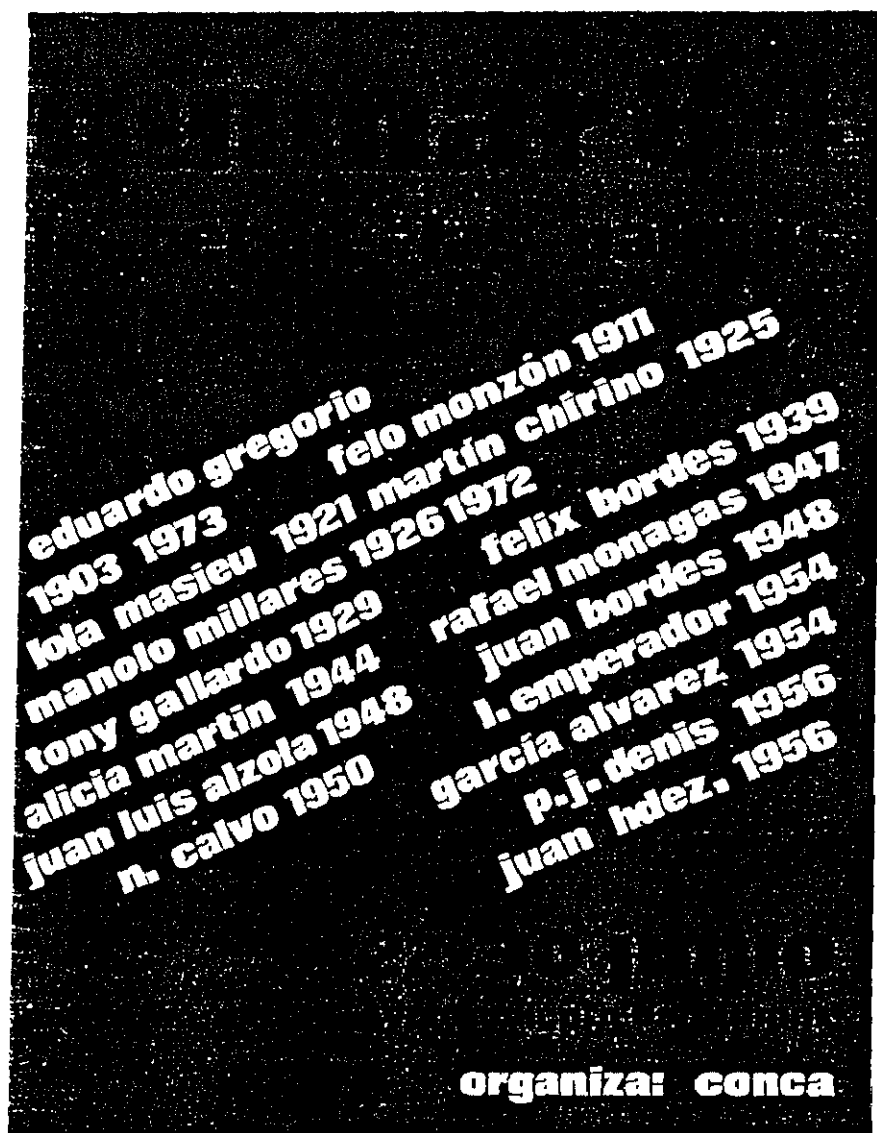 eduardo gregorio
1903 1973
felo monzón 1911
lola masieu 1921 martín chirino 1925
manolo millares 1926 1972
tony gallardo 1929
alicia martin 1944
juan luis alzola 1948
n. calvo 1950
felix bordes 1939
rafael monagas 1947
juan bordes 1948
l. emperador 1954
garcía alvarez 1954
p.j. denis 1956
juan hdez. 1956
organiza: conca